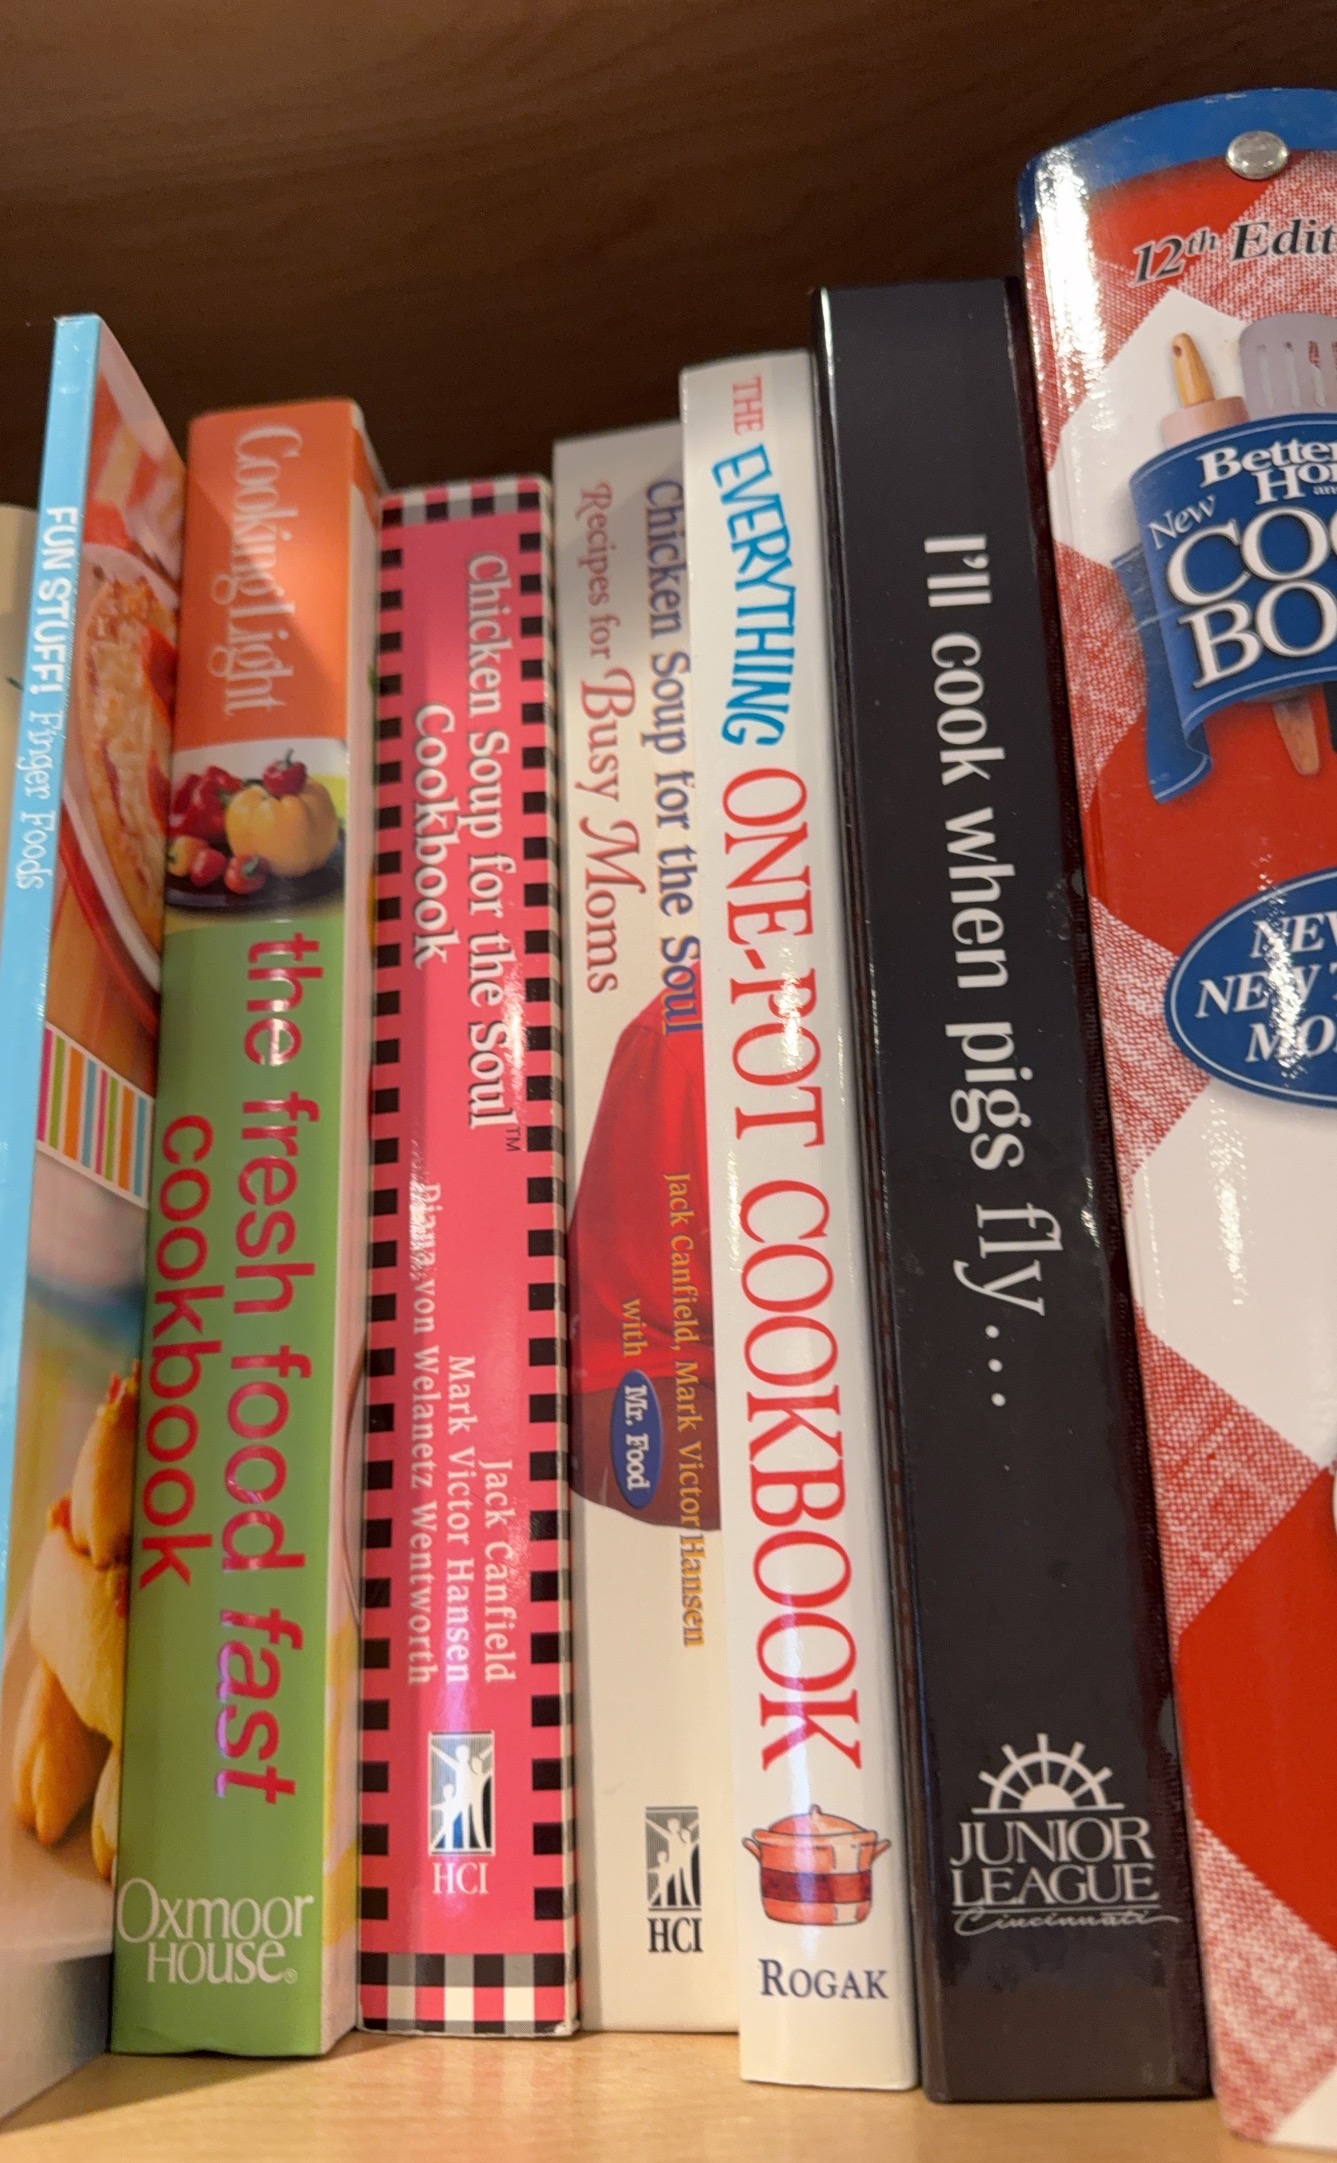 FUN STUFF! Finger Foods
Cooking Light
the fresh food fast
cookbook
Oxmoor
House®
Chicken Soup for the Soul™
Cookbook
Jack Canfield
Mark Victor Hansen
Diana von Welanetz Wentworth
HCI
Chicken Soup for the Soul
Recipes for Busy Moms
Jack Canfield, Mark Victor Hansen
with Mr. Food
HCI
THE EVERYTHING ONE-POT COOKBOOK
ROGAK
I'll cook when pigs fly...
JUNIOR
LEAGUE
Cincinnati
12th
New